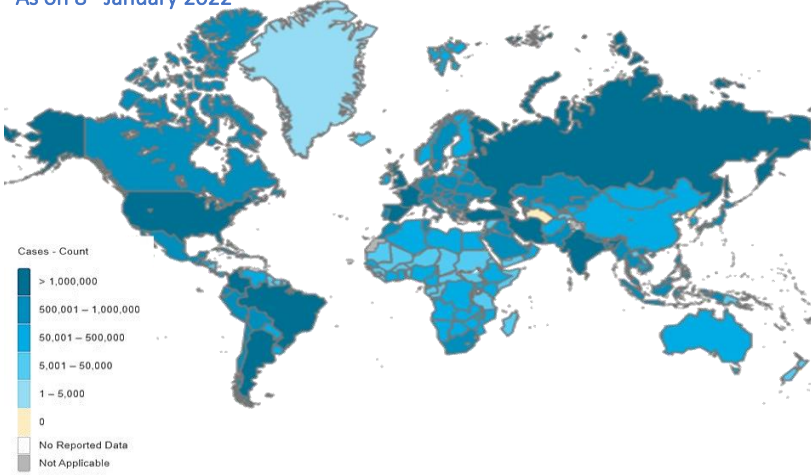 As on 8 January 2022
Cases - Count
> 1,000,000
500,001 – 1,000,000
50,001 – 500,000
5,001 – 50,000
1 – 5,000
0
No Reported Data
Not Applicable